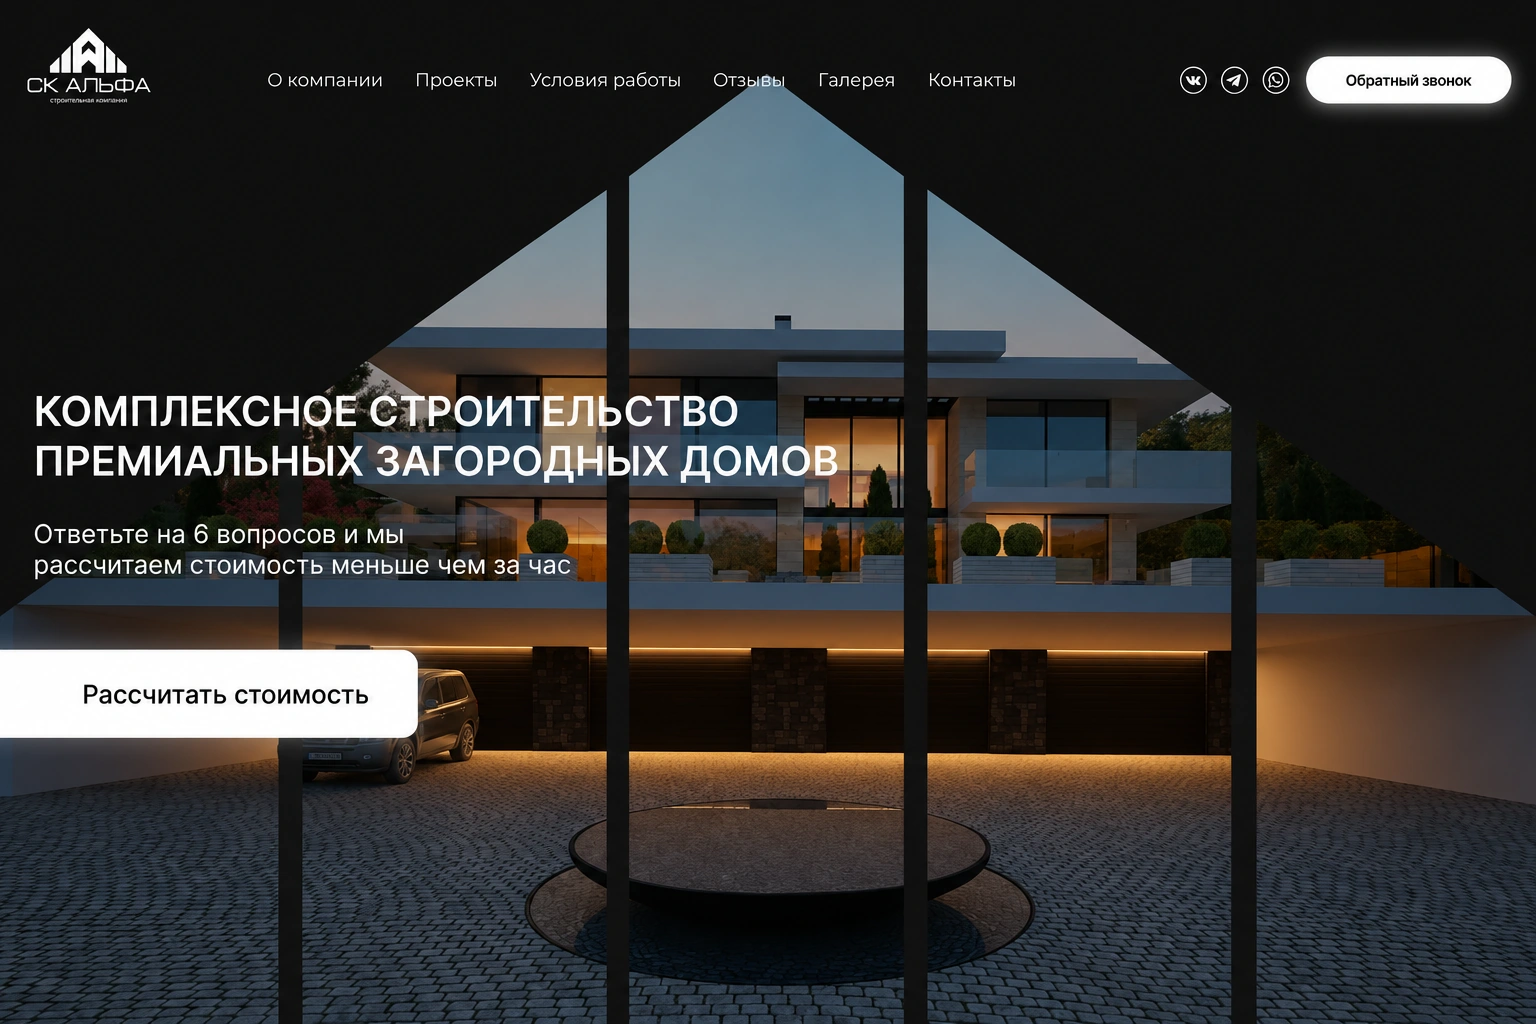 СК АЛЬФА
строительная компания
О компании Проекты Условия работы Отзывы Галерея Контакты
Обратный звонок
КОМПЛЕКСНОЕ СТРОИТЕЛЬСТВО
ПРЕМИАЛЬНЫХ ЗАГОРОДНЫХ ДОМОВ
Ответьте на 6 вопросов и мы
рассчитаем стоимость меньше чем за час
Рассчитать стоимость